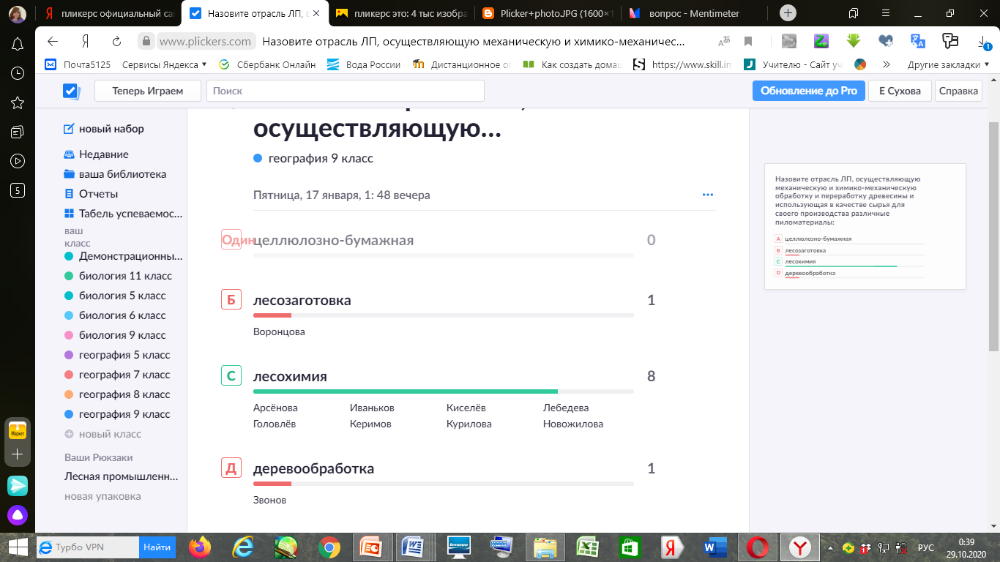 пликерс официальный са
Назовите отрасль ЛП, о
пликерс это: 4 тыс изобра
Plicker+photoJPG (1600×1
вопрос - Mentimeter
www.plickers.com Назовите отрасль ЛП, осуществляющую механическую и химико-механичес...
1
Почта5125
Сервисы Яндекса
Сбербанк Онлайн
Вода России
Дистанционное об
Как создать домаш
https://www.skill.im
Учителю - Сайт уч
Другие закладки
Теперь Играем
Поиск
Обновление до Pro
Е Сухова
Справка
5
Маркет
новый набор
Недавние
ваша библиотека
Отчеты
Табель успеваемос...
ваш
класс
Демонстрационны...
биология 11 класс
биология 5 класс
биология 6 класс
биология 9 класс
география 5 класс
география 7 класс
география 8 класс
география 9 класс
новый класс
Ваши Рюкзаки
Лесная промышленн...
новая упаковка
осуществляющую...
география 9 класс
Пятница, 17 января, 1: 48 вечера
Один целлюлозно-бумажная 0
Б лесозаготовка 1
Воронцова
С лесохимия 8
Арсёнова Иваньков Киселёв Лебедева
Головлёв Керимов Курилова Новожилова
Д деревообработка 1
Звонов
Назовите отрасль ЛП, осуществляющую
механическую и химико-механическую
обработку и переработку древесины и
использующая в качестве сырья для
своего производства различные
пиломатериалы:
A целлюлозно-бумажная
B лесозаготовка
C лесохимия
D деревообработка
Турбо VPN Найти
lenovo
РУС
0:39
29.10.2020